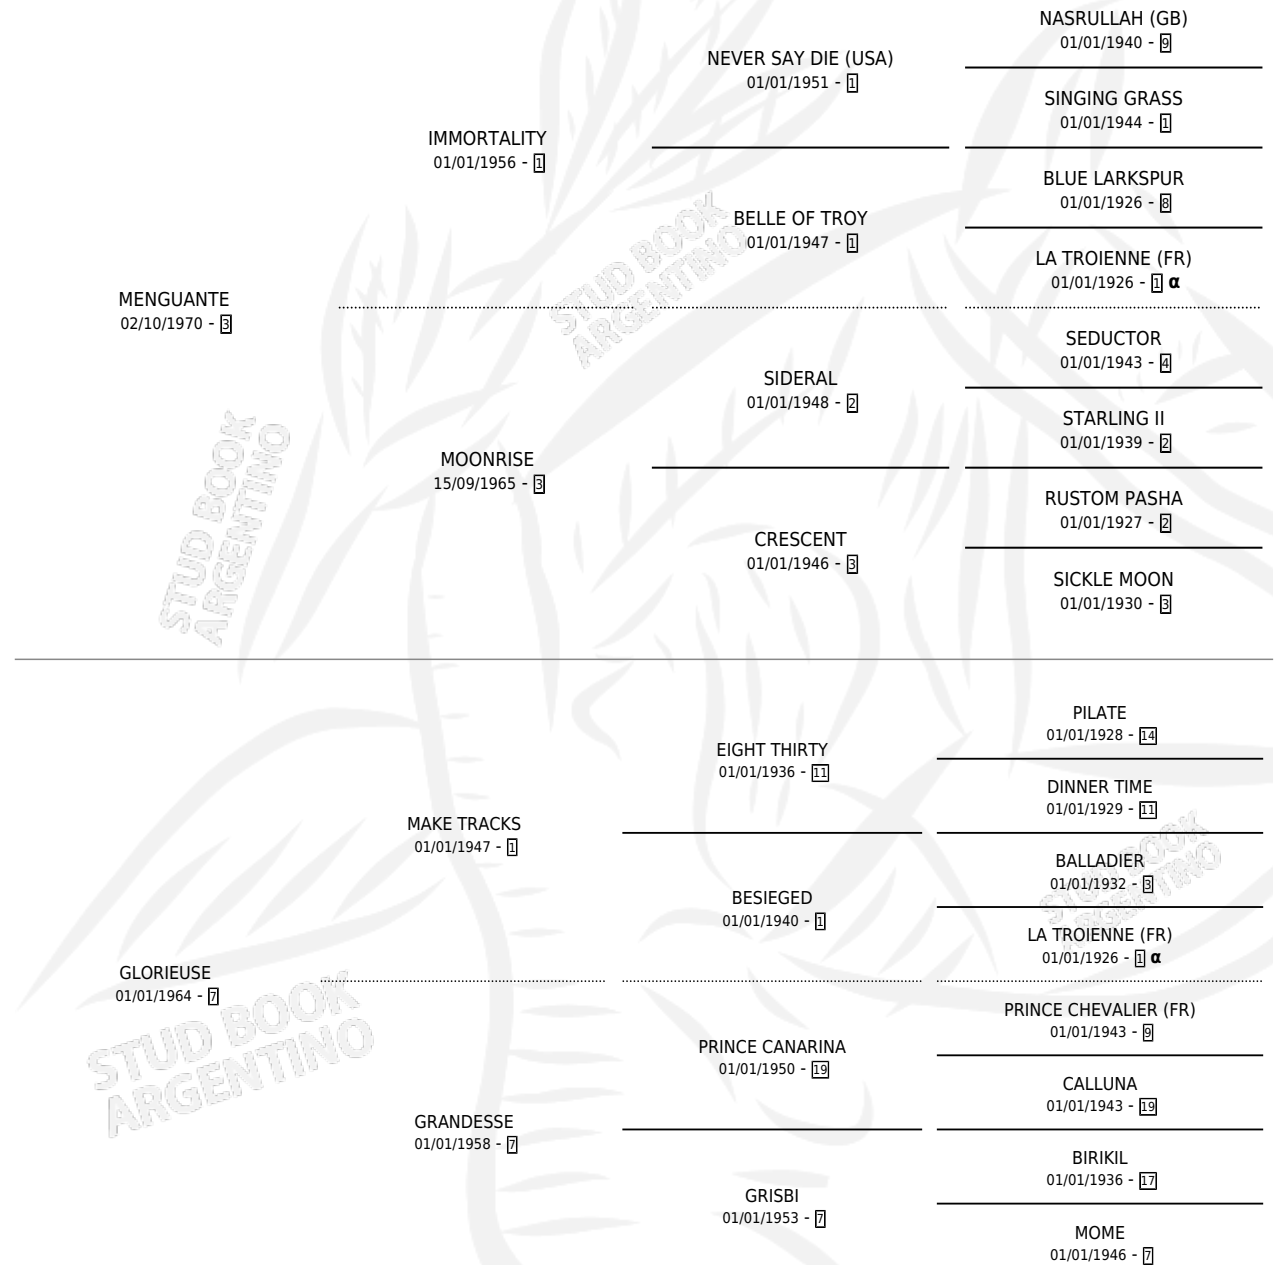 NASRULLAH (GB)
01/01/1940 - 9
NEVER SAY DIE (USA)
01/01/1951 - 1
SINGING GRASS
01/01/1944 - 1
IMMORTALITY
01/01/1956 - 1
BLUE LARKSPUR
01/01/1926 - 8
BELLE OF TROY
01/01/1947 - 1
LA TROIENNE (FR)
01/01/1926 - 1 α
MENGUANTE
02/10/1970 - 3
SEDUCTOR
01/01/1943 - 4
SIDERAL
01/01/1948 - 2
STARLING II
01/01/1939 - 2
MOONRISE
15/09/1965 - 3
RUSTOM PASHA
01/01/1927 - 2
CRESCENT
01/01/1946 - 3
SICKLE MOON
01/01/1930 - 3
PILATE
01/01/1928 - 14
EIGHT THIRTY
01/01/1936 - 11
DINNER TIME
01/01/1929 - 11
MAKE TRACKS
01/01/1947 - 1
BALLADIER
01/01/1932 - 3
BESIEGED
01/01/1940 - 1
LA TROIENNE (FR)
01/01/1926 - 1 α
GLORIEUSE
01/01/1964 - 7
PRINCE CHEVALIER (FR)
01/01/1943 - 9
PRINCE CANARINA
01/01/1950 - 19
CALLUNA
01/01/1943 - 19
GRANDESSE
01/01/1958 - 7
BIRIKIL
01/01/1936 - 17
GRISBI
01/01/1953 - 7
MOME
01/01/1946 - 7
STUD BOOK
ARGENTINO
STUD BOOK
ARGENTINO
STUD BOOK
ARGENTINO
STUD BOOK
ARGENTINO